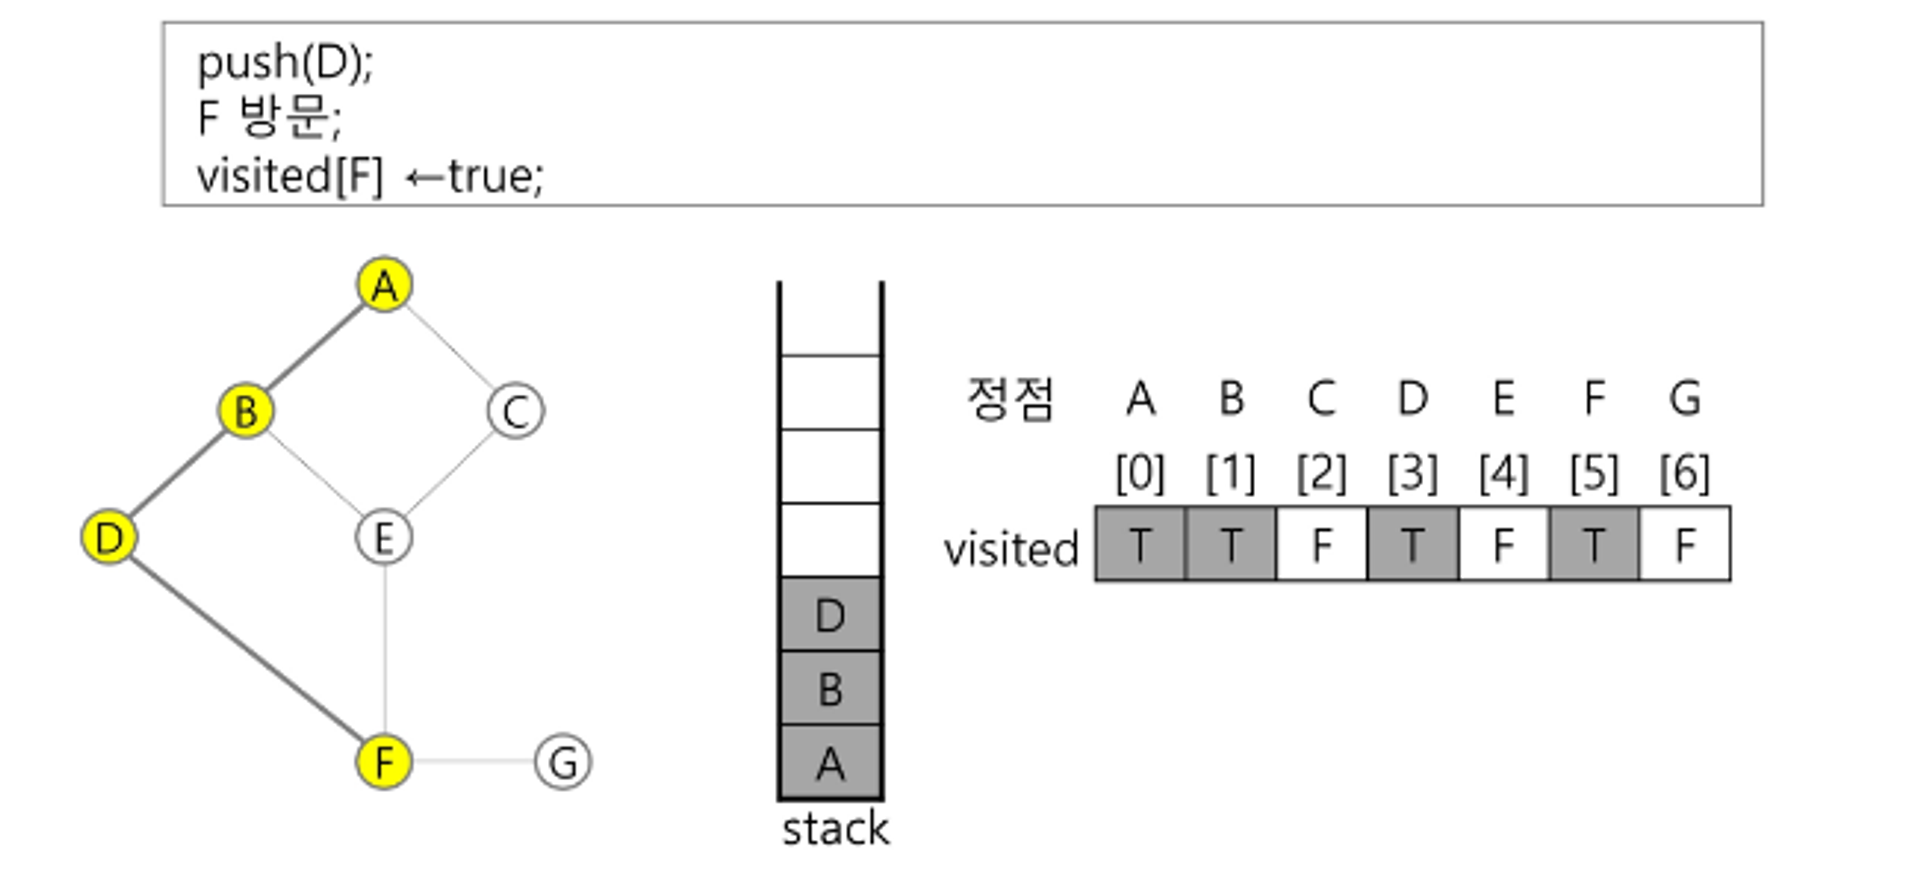 push(D);
F 방문;
visited[F] ←true;
A
B
C
D
E
F
G
D
B
A
stack
정점 A B C D E F G
[0] [1] [2] [3] [4] [5] [6]
visited T T F T F T F